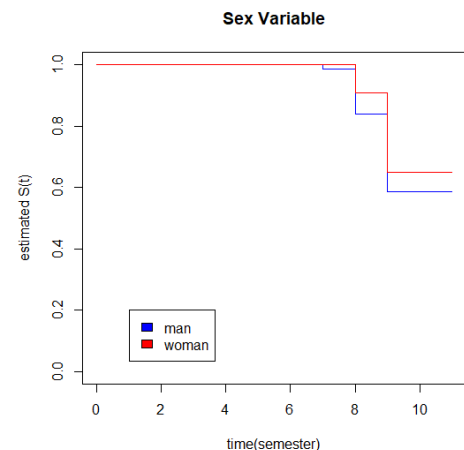 Sex Variable
estimated S(t)
1.0
0.8
0.6
0.4
0.2
0.0
man
woman
0 2 4 6 8 10
time(semester)